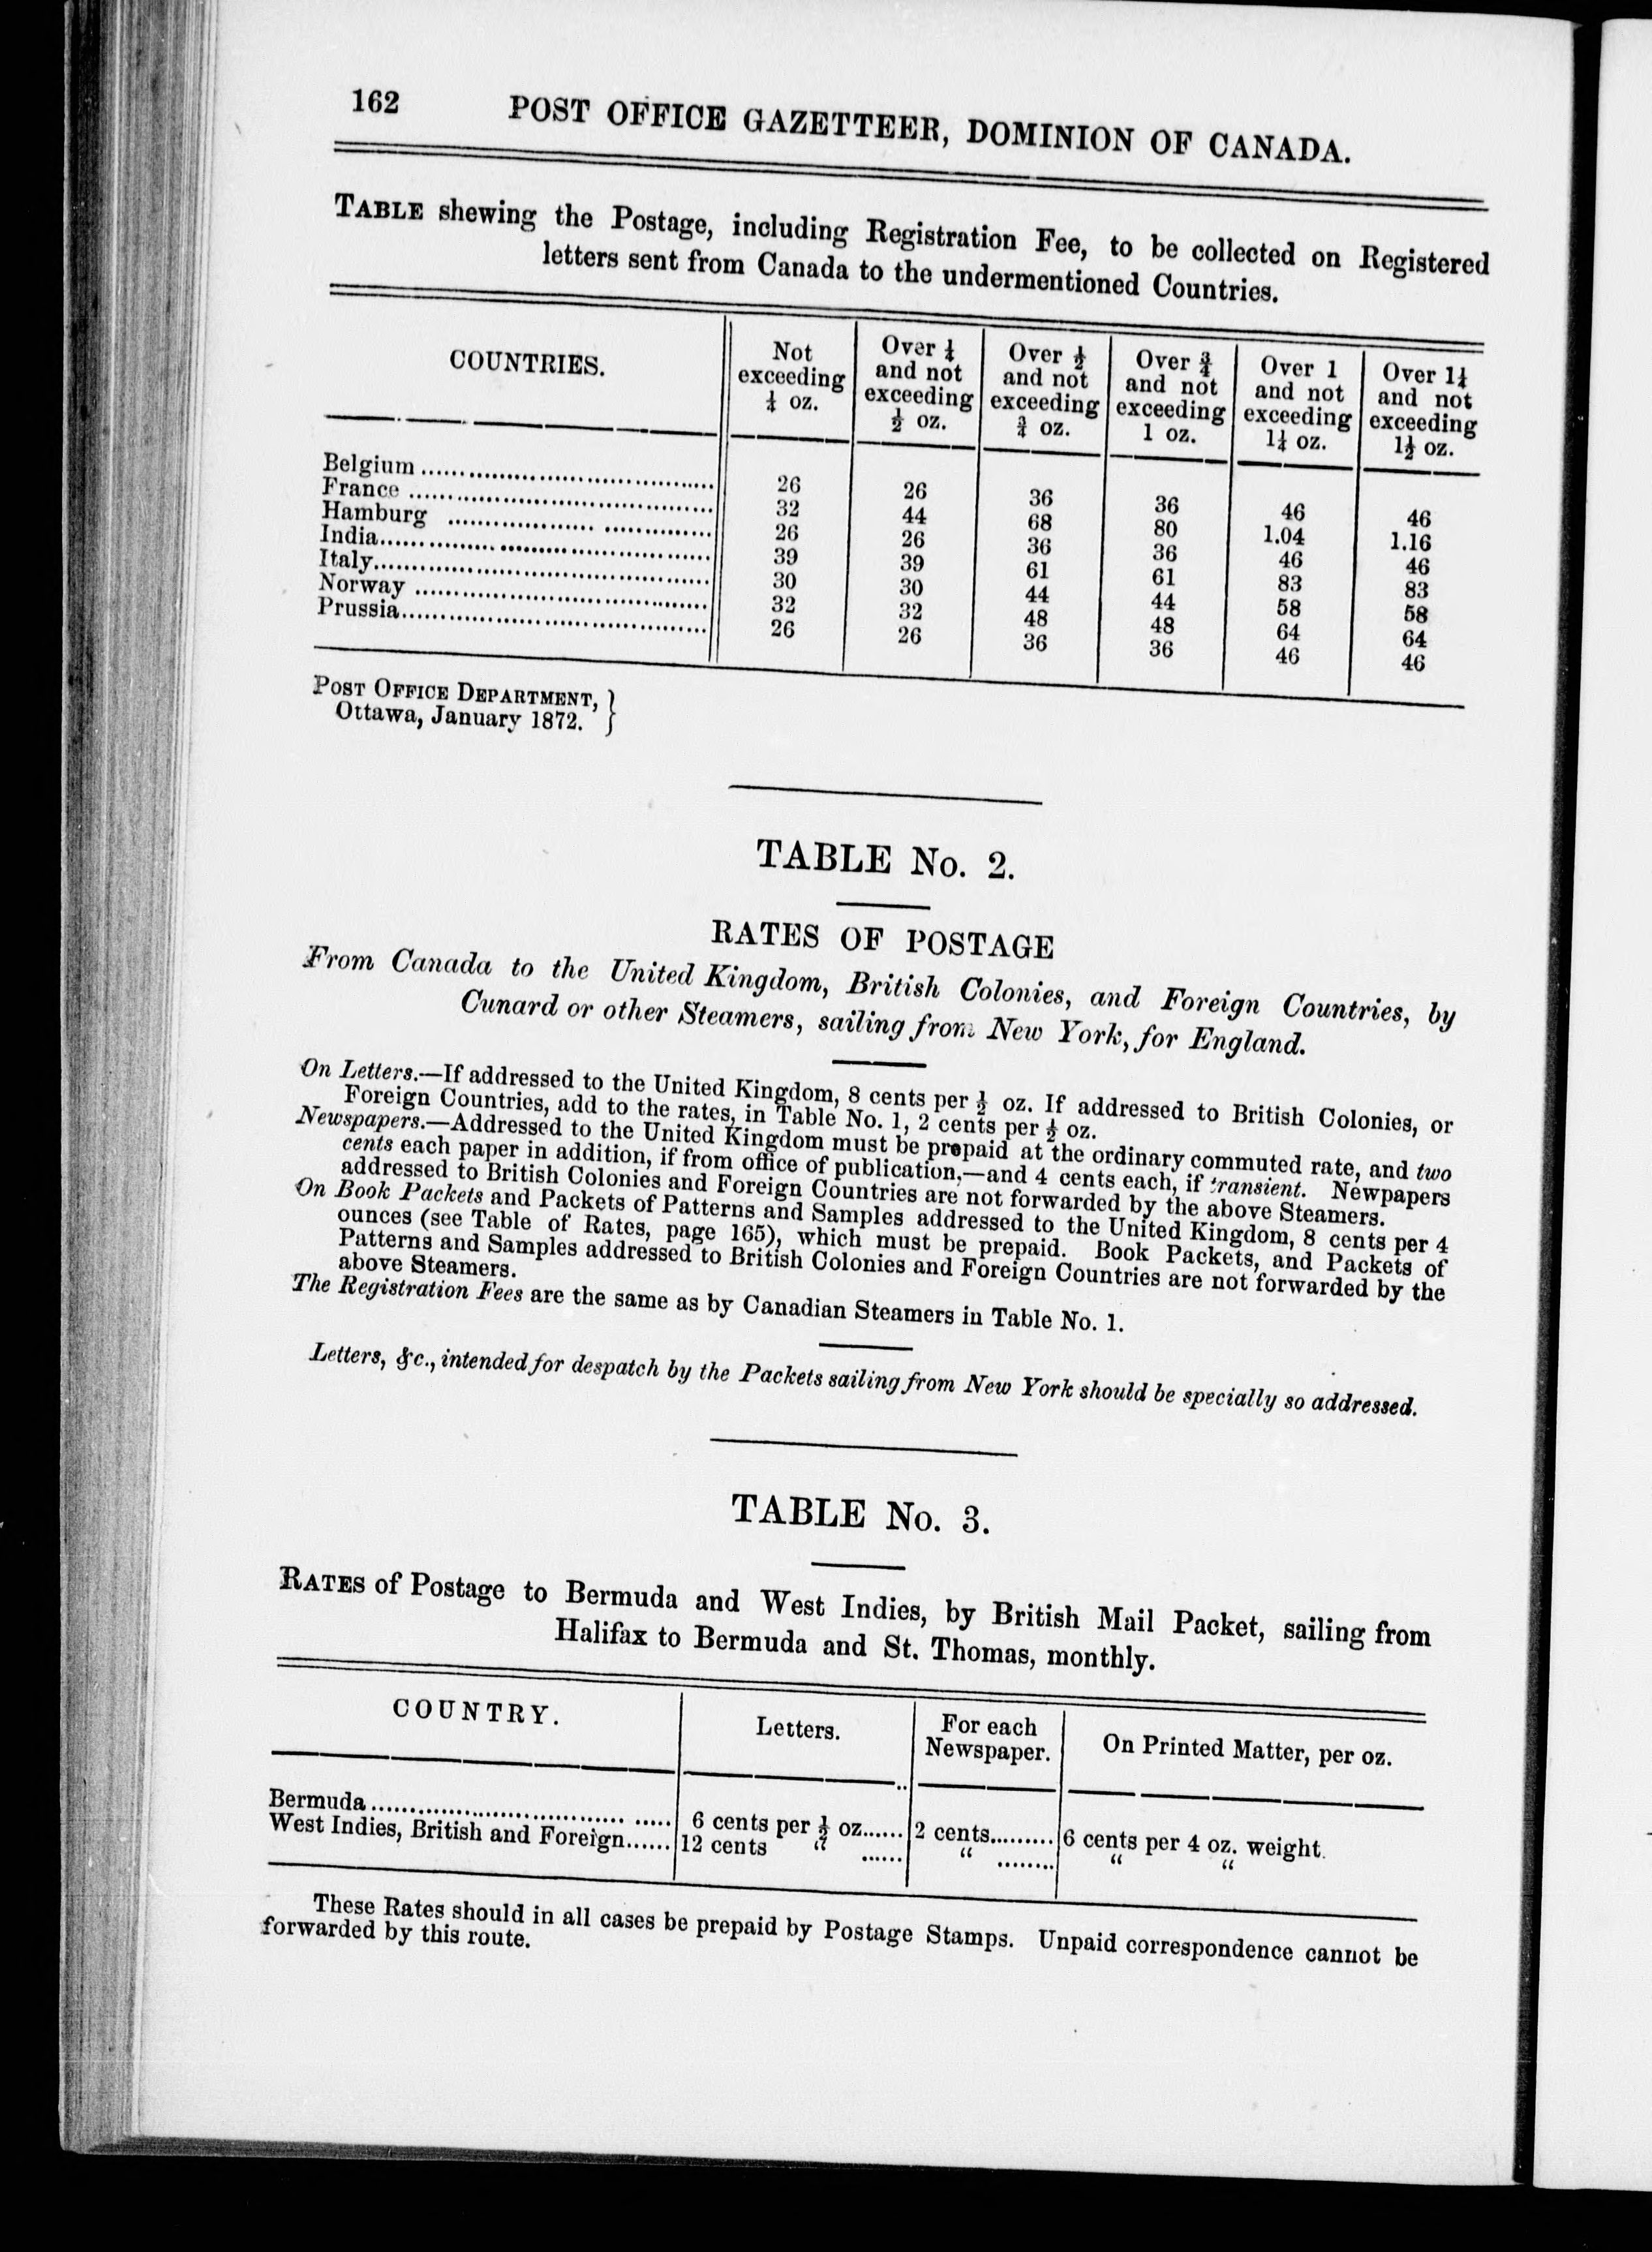 162 POST OFFICE GAZETTEER, DOMINION OF CANADA.
TABLE shewing the Postage, including Registration Fee, to be collected on Registered
letters sent from Canada to the undermentioned Countries.
COUNTRIES. | Not exceeding ¼ oz. | Over ¼ and not exceeding ½ oz. | Over ½ and not exceeding ¾ oz. | Over ¾ and not exceeding 1 oz. | Over 1 and not exceeding 1¼ oz. | Over 1¼ and not exceeding 1½ oz.
Belgium ........ 26 26 36 36 46 46
France ........ 32 44 68 80 1.04 1.16
Hamburg ........ 26 26 36 36 46 46
India........ 39 39 61 61 83 83
Italy........ 30 30 44 44 58 58
Norway ........ 32 32 48 48 64 64
Prussia........ 26 26 36 36 46 46
POST OFFICE DEPARTMENT, }
Ottawa, January 1872. }
TABLE No. 2.
RATES OF POSTAGE
From Canada to the United Kingdom, British Colonies, and Foreign Countries, by
Cunard or other Steamers, sailing from New York, for England.
On Letters.—If addressed to the United Kingdom, 8 cents per ½ oz. If addressed to British Colonies, or
Foreign Countries, add to the rates, in Table No. 1, 2 cents per ½ oz.
Newspapers.—Addressed to the United Kingdom must be prepaid at the ordinary commuted rate, and two
cents each paper in addition, if from office of publication,—and 4 cents each, if transient. Newpapers
addressed to British Colonies and Foreign Countries are not forwarded by the above Steamers.
On Book Packets and Packets of Patterns and Samples addressed to the United Kingdom, 8 cents per 4
ounces (see Table of Rates, page 165), which must be prepaid. Book Packets, and Packets of
Patterns and Samples addressed to British Colonies and Foreign Countries are not forwarded by the
above Steamers.
The Registration Fees are the same as by Canadian Steamers in Table No. 1.
Letters, &c., intended for despatch by the Packets sailing from New York should be specially so addressed.
TABLE No. 3.
RATES of Postage to Bermuda and West Indies, by British Mail Packet, sailing from
Halifax to Bermuda and St. Thomas, monthly.
COUNTRY. | Letters. | For each Newspaper. | On Printed Matter, per oz.
Bermuda........ 6 cents per ½ oz...... 2 cents......... 6 cents per 4 oz. weight.
West Indies, British and Foreign...... 12 cents “ ...... “ ........ “ “
These Rates should in all cases be prepaid by Postage Stamps. Unpaid correspondence cannot be
forwarded by this route.